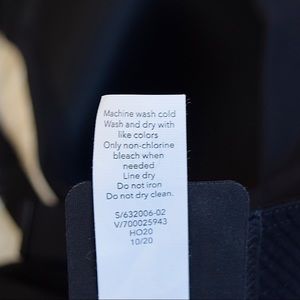 Machine wash cold
Wash and dry with
like colors
Only non-chlorine
bleach when
needed
Line dry
Do not iron
Do not dry clean.
S/632006-02
V/700025943
HO20
10/20